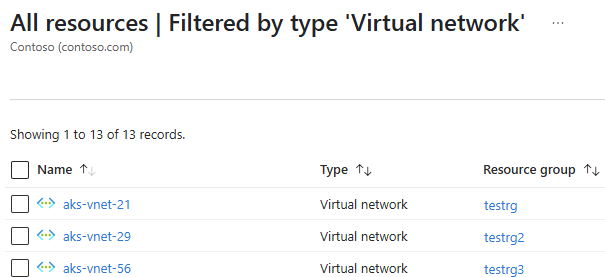 All resources | Filtered by type 'Virtual network' ...
Contoso (contoso.com)
Showing 1 to 13 of 13 records.
Name ↑↓ Type ↑↓ Resource group ↑↓
aks-vnet-21 Virtual network testrg
aks-vnet-29 Virtual network testrg2
aks-vnet-56 Virtual network testrg3